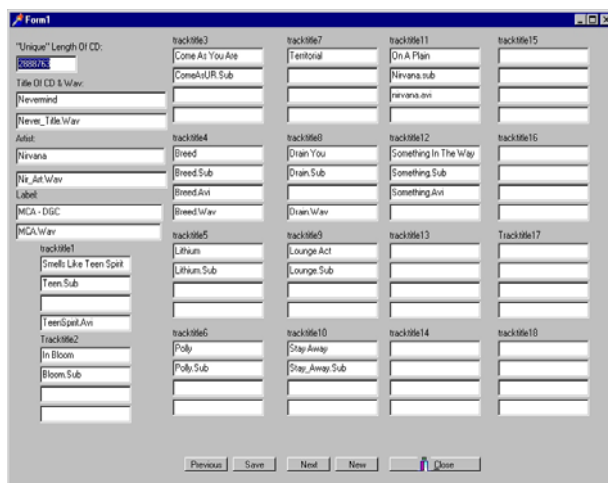 Form1
"Unique" Length Of CD:
2888763
Title Of CD & Wav:
Nevermind
Never_Title.Wav
Artist:
Nirvana
Nir_Art.Wav
Label:
MCA - DGC
MCA.Wav
tracktitle1
Smells Like Teen Spirit
Teen.Sub
TeenSpirit.Avi
Tracktitle2
In Bloom
Bloom.Sub
tracktitle3
Come As You Are
ComeAsUR.Sub
tracktitle4
Breed
Breed.Sub
Breed.Avi
Breed.Wav
tracktitle5
Lithium
Lithium.Sub
tracktitle6
Polly
Polly.Sub
tracktitle7
Territorial
tracktitle8
Drain You
Drain.Sub
Drain.Wav
tracktitle9
Lounge Act
Lounge.Sub
tracktitle10
Stay Away
Stay_Away.Sub
tracktitle11
On A Plain
Nirvana.sub
nirvana.avi
tracktitle12
Something In The Way
Something.Sub
Something.Avi
tracktitle13
tracktitle14
tracktitle15
tracktitle16
Tracktitle17
tracktitle18
Previous
Save
Next
New
Close